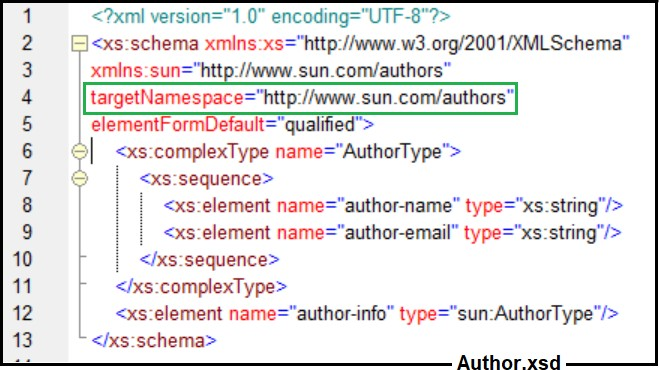 1 <?xml version="1.0" encoding="UTF-8"?>
2 <xs:schema xmlns:xs="http://www.w3.org/2001/XMLSchema"
3 xmlns:sun="http://www.sun.com/authors"
4 targetNamespace="http://www.sun.com/authors"
5 elementFormDefault="qualified">
6 <xs:complexType name="AuthorType">
7 <xs:sequence>
8 <xs:element name="author-name" type="xs:string"/>
9 <xs:element name="author-email" type="xs:string"/>
10 </xs:sequence>
11 </xs:complexType>
12 <xs:element name="author-info" type="sun:AuthorType"/>
13 </xs:schema>
Author.xsd